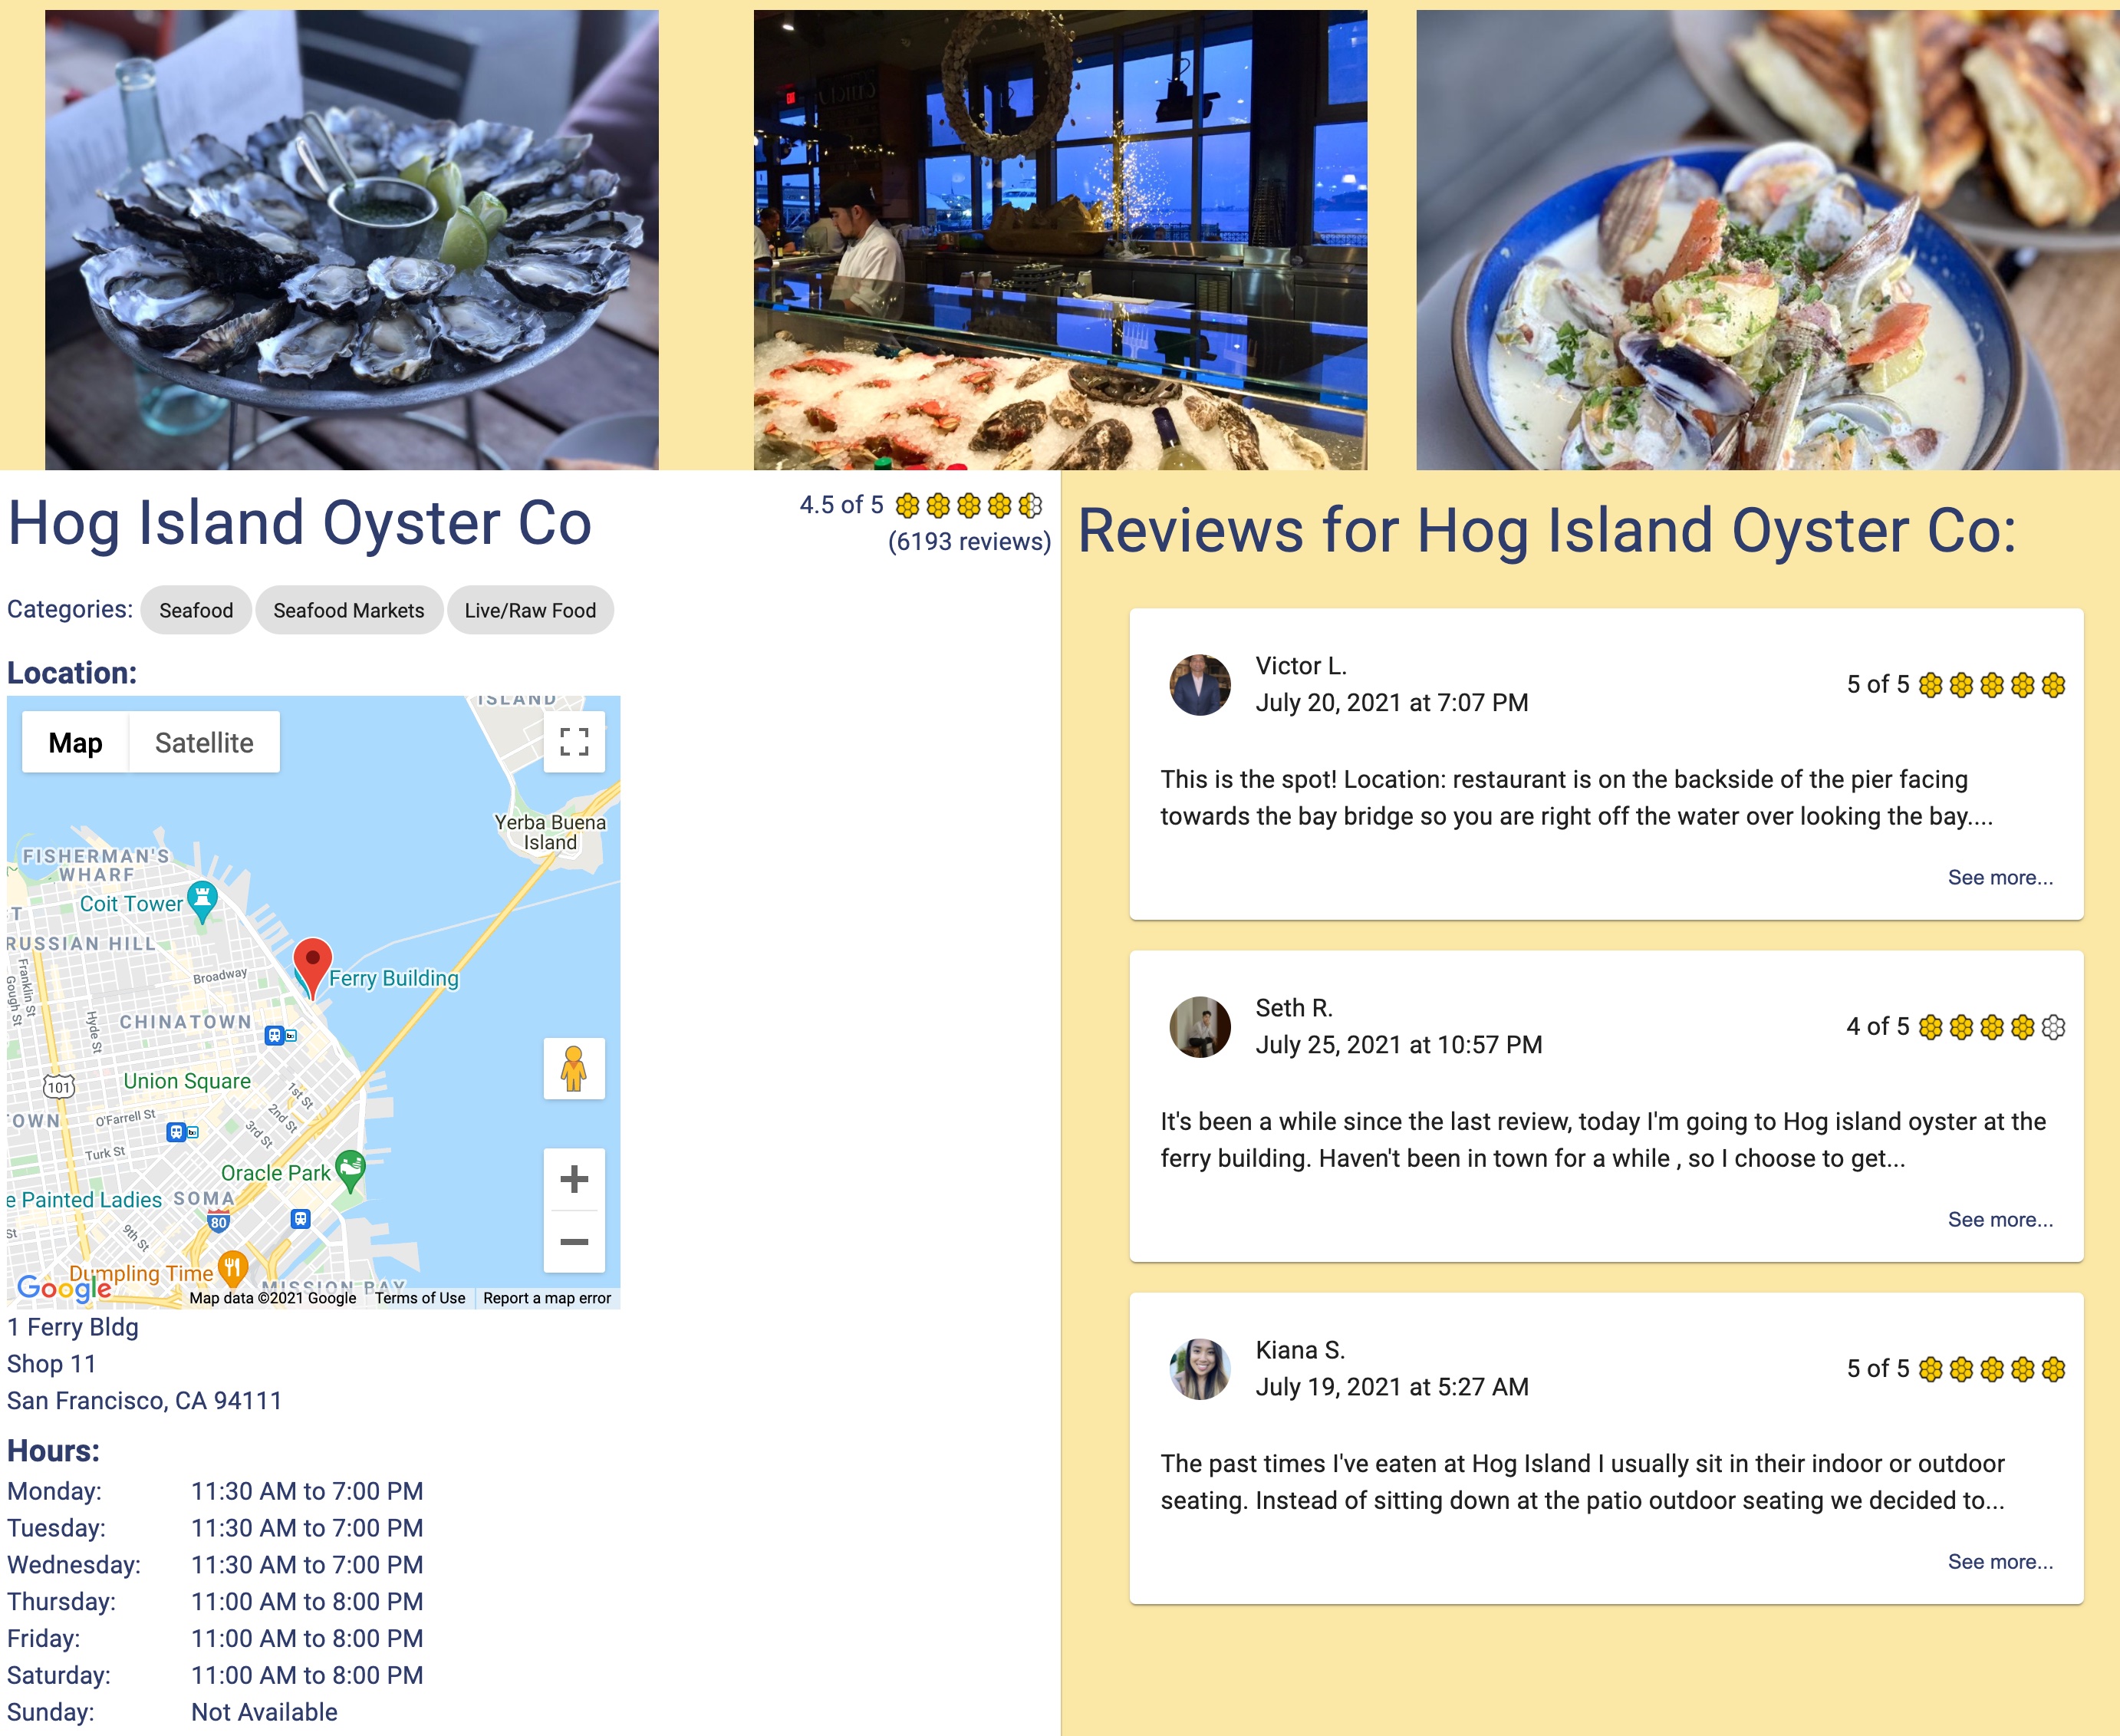 Hog Island Oyster Co
4.5 of 5
(6193 reviews)
Categories: Seafood Seafood Markets Live/Raw Food
Location:
Map Satellite
ISLAND
Yerba Buena
Island
FISHERMAN'S
WHARF
Coit Tower
RUSSIAN HILL
Franklin St
Gough St
Broadway
Ferry Building
Hyde St
CHINATOWN
101
Union Square
1st St
2nd St
3rd St
OWN
O'Farrell St
Turk St
Oracle Park
e Painted Ladies
SOMA
80
St
9th St
Dumpling Time
MISSION BAY
Google
Map data ©2021 Google Terms of Use Report a map error
1 Ferry Bldg
Shop 11
San Francisco, CA 94111
Hours:
Monday: 11:30 AM to 7:00 PM
Tuesday: 11:30 AM to 7:00 PM
Wednesday: 11:30 AM to 7:00 PM
Thursday: 11:00 AM to 8:00 PM
Friday: 11:00 AM to 8:00 PM
Saturday: 11:00 AM to 8:00 PM
Sunday: Not Available
Reviews for Hog Island Oyster Co:
Victor L.
July 20, 2021 at 7:07 PM
5 of 5
This is the spot! Location: restaurant is on the backside of the pier facing
towards the bay bridge so you are right off the water over looking the bay....
See more...
Seth R.
July 25, 2021 at 10:57 PM
4 of 5
It's been a while since the last review, today I'm going to Hog island oyster at the
ferry building. Haven't been in town for a while , so I choose to get...
See more...
Kiana S.
July 19, 2021 at 5:27 AM
5 of 5
The past times I've eaten at Hog Island I usually sit in their indoor or outdoor
seating. Instead of sitting down at the patio outdoor seating we decided to...
See more...